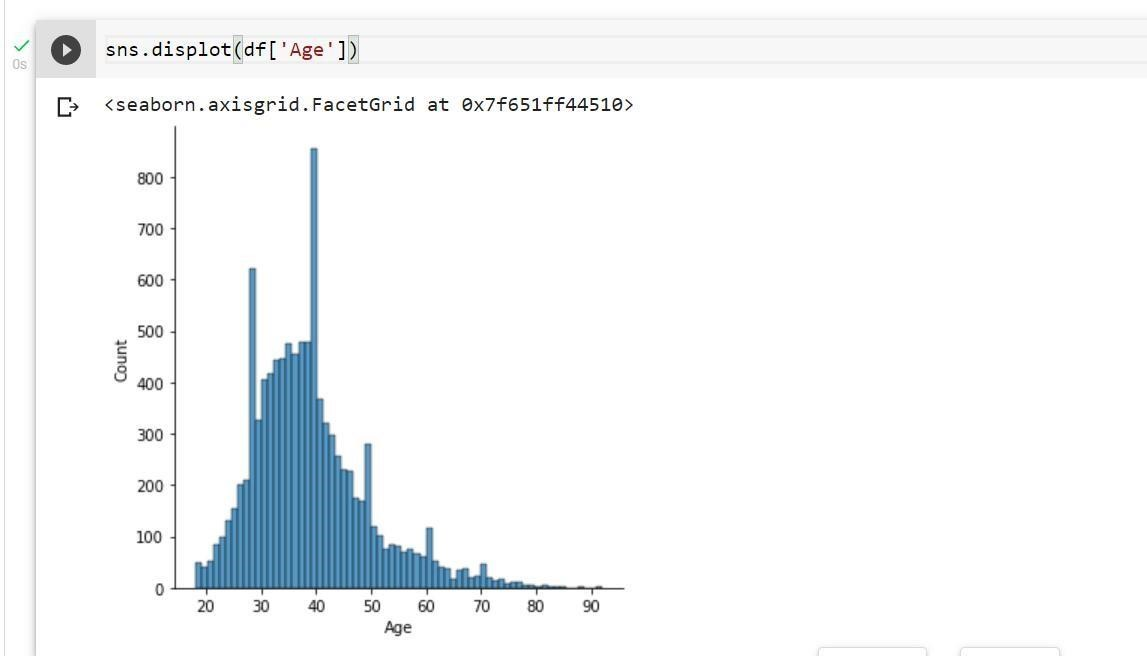 sns.displot(df['Age'])
0s
<seaborn.axisgrid.FacetGrid at 0x7f651ff44510>
800
700
600
500
400
300
200
100
0
Count
20 30 40 50 60 70 80 90
Age